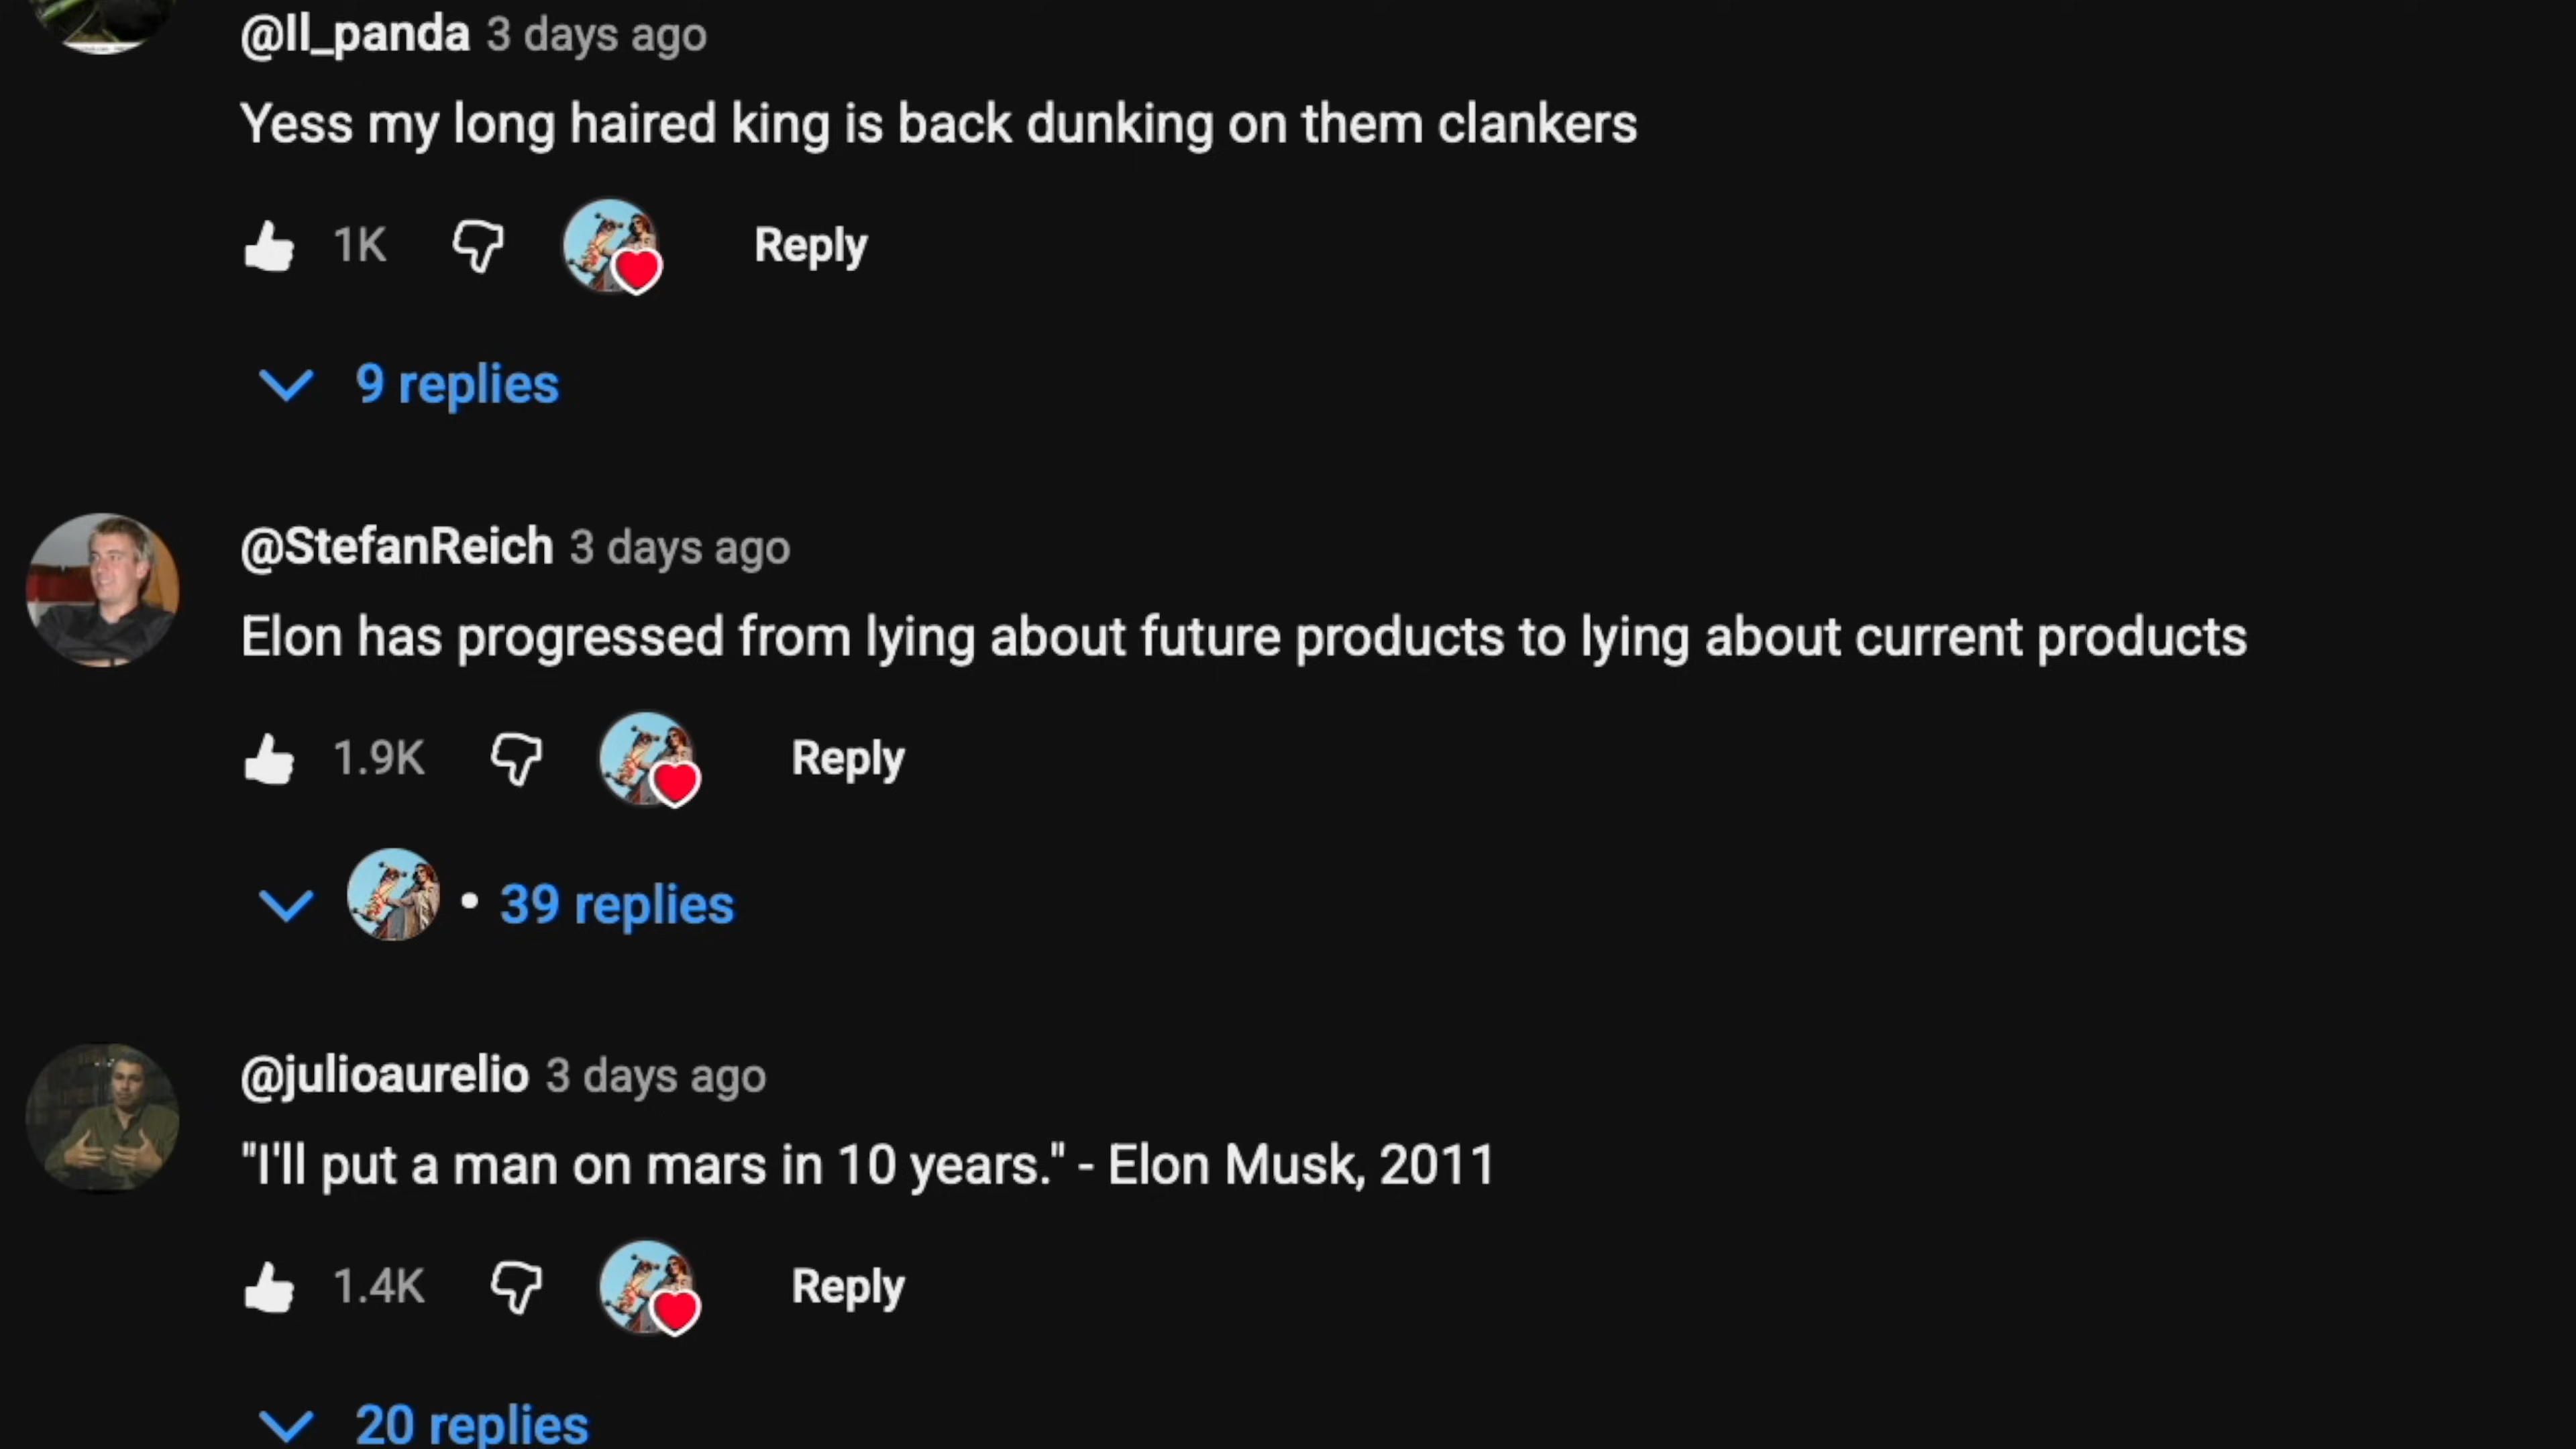 @ll_panda 3 days ago
Yess my long haired king is back dunking on them clankers
1K Reply
9 replies
@StefanReich 3 days ago
Elon has progressed from lying about future products to lying about current products
1.9K Reply
• 39 replies
@julioaurelio 3 days ago
"I'll put a man on mars in 10 years." - Elon Musk, 2011
1.4K Reply
20 replies